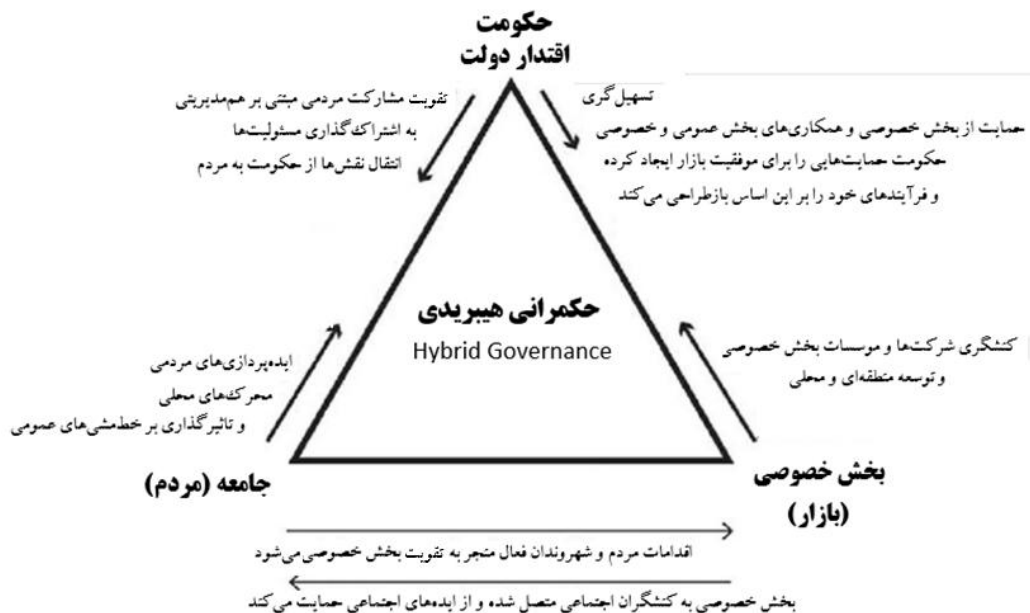 حکومت
اقتدار دولت
تسهیل‌گری
حمایت از بخش خصوصی و همکاری‌های بخش عمومی و خصوصی
حکومت حمایت‌هایی را برای موفقیت بازار ایجاد کرده
و فرآیندهای خود را بر این اساس بازطراحی می‌کند
تقویت مشارکت مردمی مبتنی بر هم‌مدیریتی
به اشتراک‌گذاری مسئولیت‌ها
انتقال نقش‌ها از حکومت به مردم
حکمرانی هیبریدی
Hybrid Governance
کنشگری شرکت‌ها و موسسات بخش خصوصی
و توسعه منطقه‌ای و محلی
ایده‌پردازی‌های مردمی
محرک‌های محلی
و تاثیرگذاری بر خط‌مشی‌های عمومی
بخش خصوصی
(بازار)
جامعه (مردم)
اقدامات مردم و شهروندان فعال منجر به تقویت بخش خصوصی می‌شود
بخش خصوصی به کنشگران اجتماعی متصل شده و از ایده‌های اجتماعی حمایت می‌کند